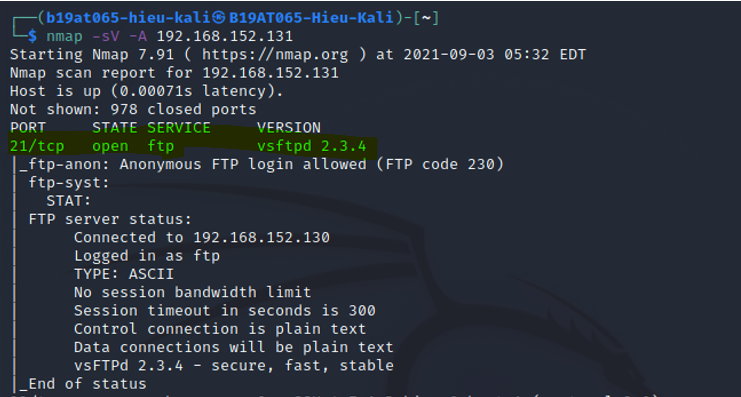 ┌──(b19at065-hieu-kali㉿B19AT065-Hieu-Kali)-[~]
└─$ nmap -sV -A 192.168.152.131
Starting Nmap 7.91 ( https://nmap.org ) at 2021-09-03 05:32 EDT
Nmap scan report for 192.168.152.131
Host is up (0.00071s latency).
Not shown: 978 closed ports
PORT     STATE SERVICE     VERSION
21/tcp   open  ftp         vsftpd 2.3.4
|_ftp-anon: Anonymous FTP login allowed (FTP code 230)
| ftp-syst:
|   STAT:
| FTP server status:
|      Connected to 192.168.152.130
|      Logged in as ftp
|      TYPE: ASCII
|      No session bandwidth limit
|      Session timeout in seconds is 300
|      Control connection is plain text
|      Data connections will be plain text
|      vsFTPd 2.3.4 - secure, fast, stable
|_End of status